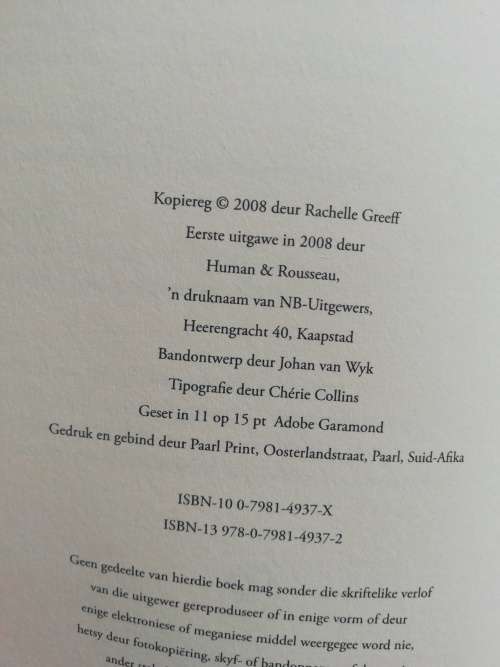 Kopiereg © 2008 deur Rachelle Greeff
Eerste uitgawe in 2008 deur
Human & Rousseau,
’n druknaam van NB-Uitgewers,
Heerengracht 40, Kaapstad
Bandontwerp deur Johan van Wyk
Tipografie deur Chérie Collins
Geset in 11 op 15 pt Adobe Garamond
Gedruk en gebind deur Paarl Print, Oosterlandstraat, Paarl, Suid-Afika
ISBN-10 0-7981-4937-X
ISBN-13 978-0-7981-4937-2
Geen gedeelte van hierdie boek mag sonder die skriftelike verlof
van die uitgewer gereproduseer of in enige vorm of deur
enige elektroniese of meganiese middel weergegee word nie,
hetsy deur fotokopiëring, skyf- of
ander